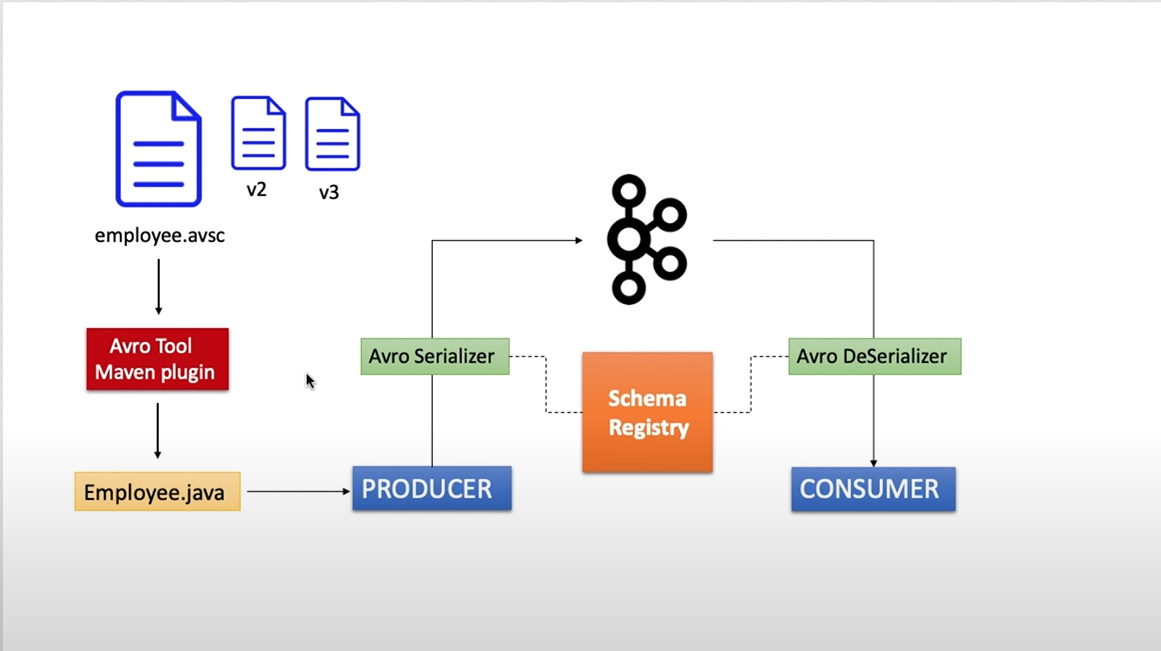 v2
v3
employee.avsc
Avro Tool
Maven plugin
Avro Serializer
Avro DeSerializer
Schema
Registry
Employee.java
PRODUCER
CONSUMER